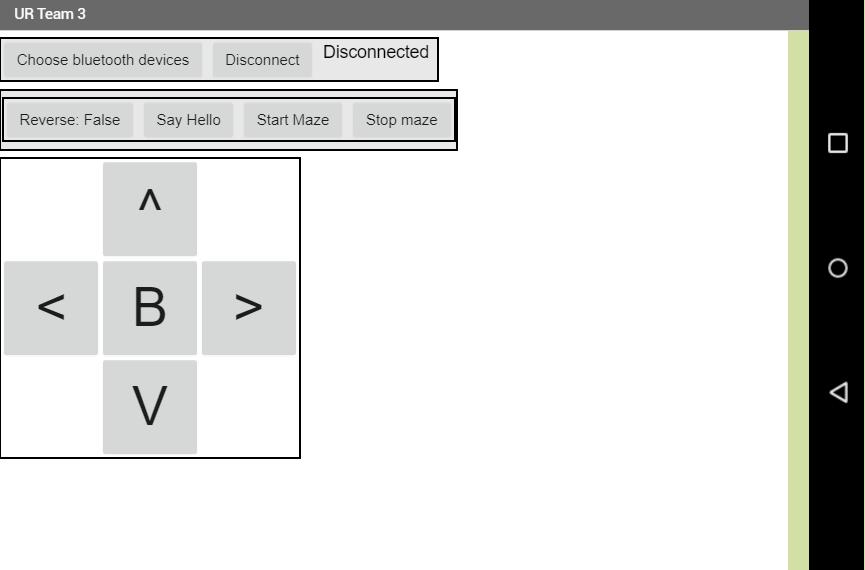 UR Team 3
Choose bluetooth devices Disconnect Disconnected
Reverse: False Say Hello Start Maze Stop maze
^
< B >
V